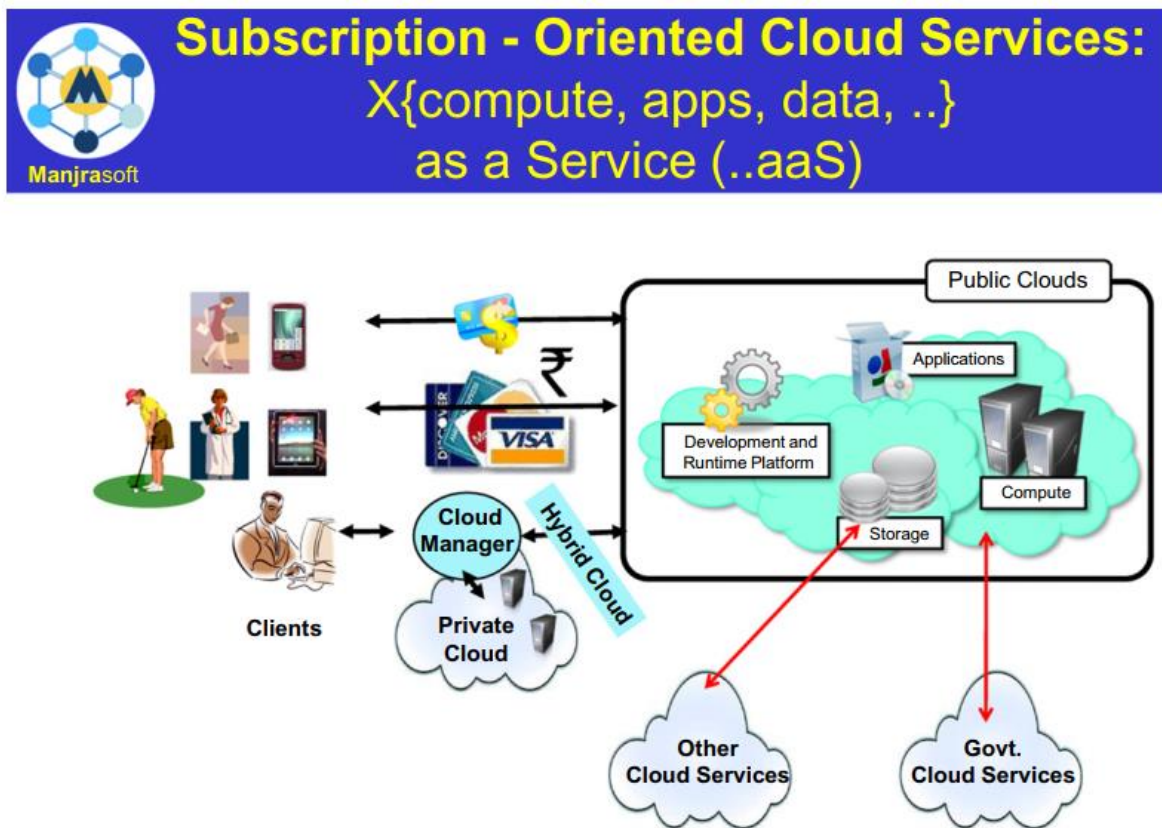 Subscription - Oriented Cloud Services:
X{compute, apps, data, ..}
as a Service (..aaS)
Manjrasoft
Public Clouds
Applications
Development and
Runtime Platform
Compute
Storage
₹
$
DISCOVER
VISA
Cloud
Manager
Hybrid Cloud
Private
Cloud
Clients
Other
Cloud Services
Govt.
Cloud Services